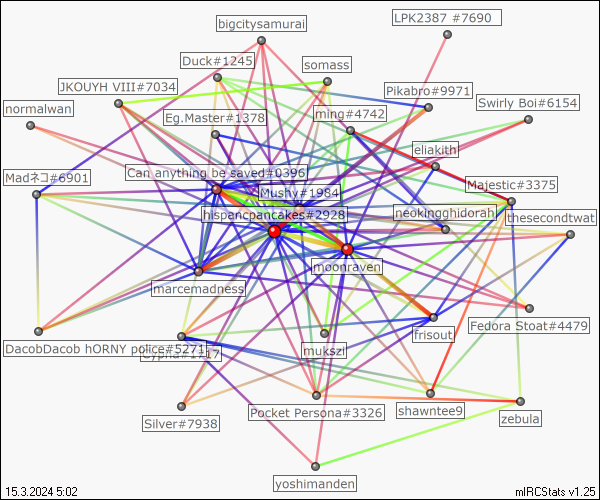 LPK2387 #7690
bigcitysamurai
Duck#1245
somass
JKOUYH VIII#7034
Pikabro#9971
Swirly Boi#6154
normalwan
Eg.Master#1378
ming#4742
eliakith
Madネコ#6901
Can anything be saved#0396
Mushy#1984
Majestic#3375
hispanicpancakes#2928
neokingghidorah
thesecondtwat
moonraven
marcemadness
Fedora Stoat#4479
frisout
DacobDacob hORNY police#5271
mukszi
Silver#7938
Pocket Persona#3326
shawntee9
zebula
yoshimanden
15.3.2024 5:02
mIRCStats v1.25